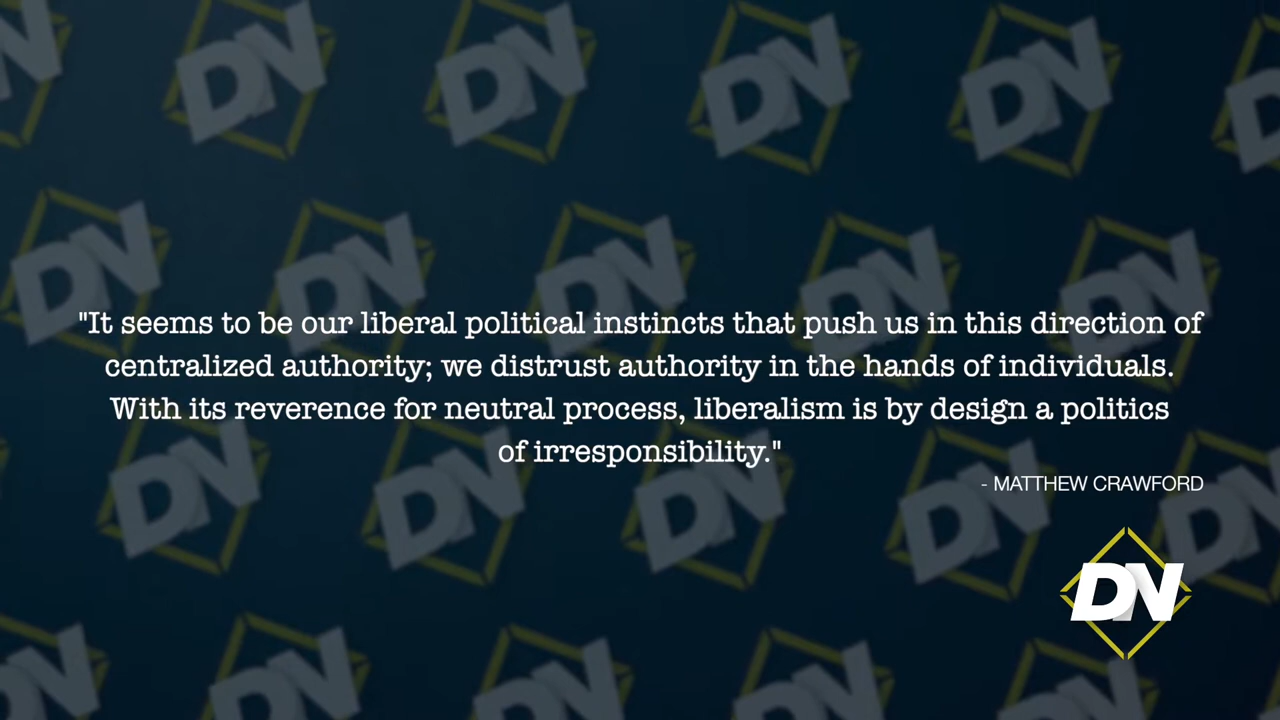 "It seems to be our liberal political instincts that push us in this direction of
centralized authority; we distrust authority in the hands of individuals.
With its reverence for neutral process, liberalism is by design a politics
of irresponsibility."
- MATTHEW CRAWFORD
DN